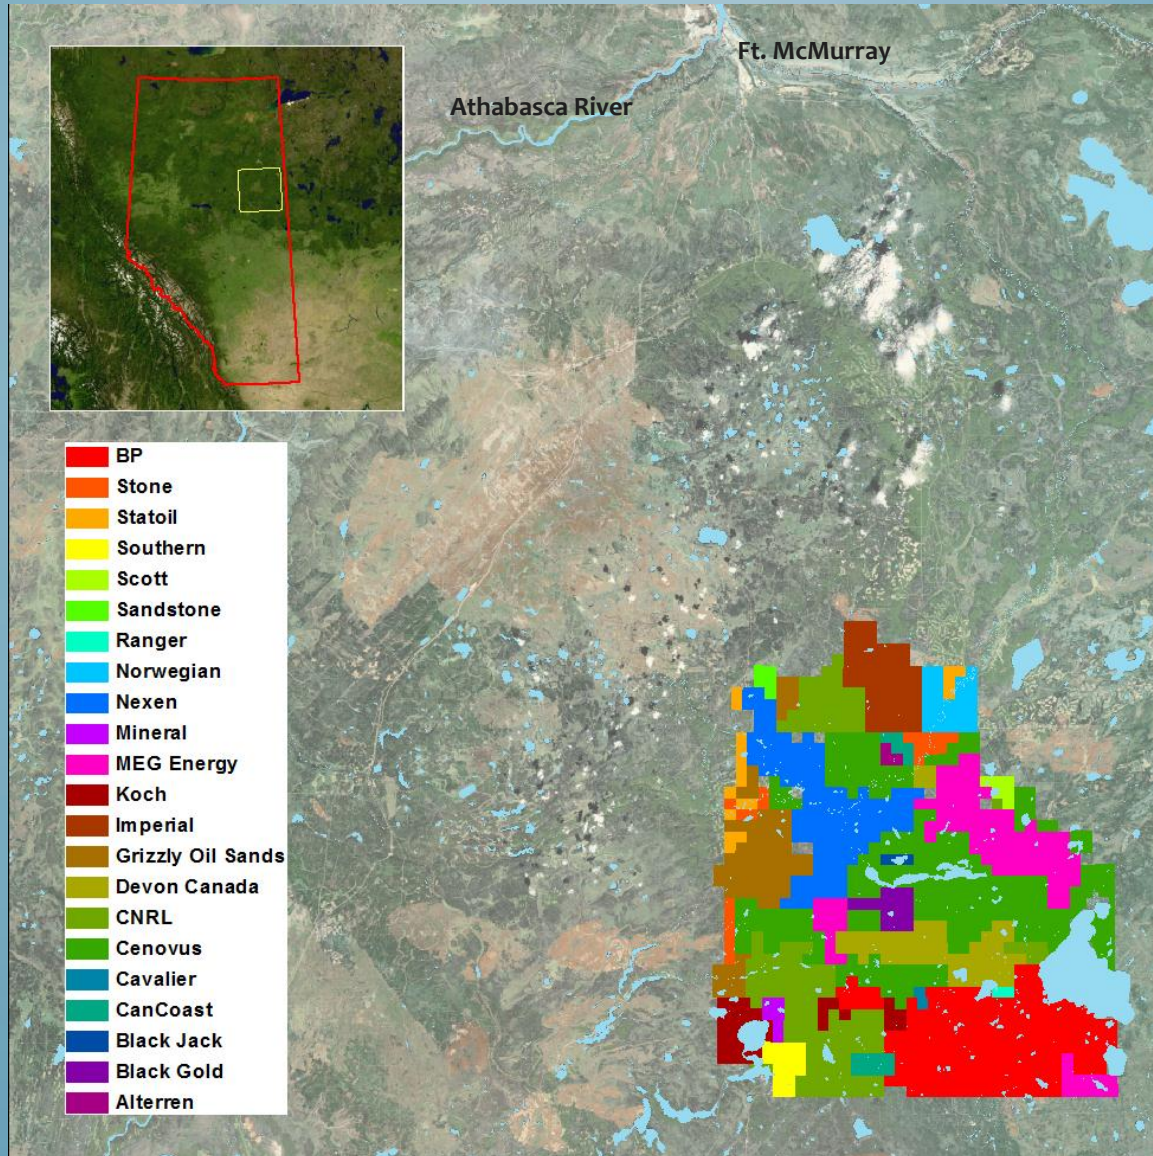 Ft. McMurray
Athabasca River
BP
Stone
Statoil
Southern
Scott
Sandstone
Ranger
Norwegian
Nexen
Mineral
MEG Energy
Koch
Imperial
Grizzly Oil Sands
Devon Canada
CNRL
Cenovus
Cavalier
CanCoast
Black Jack
Black Gold
Alterren